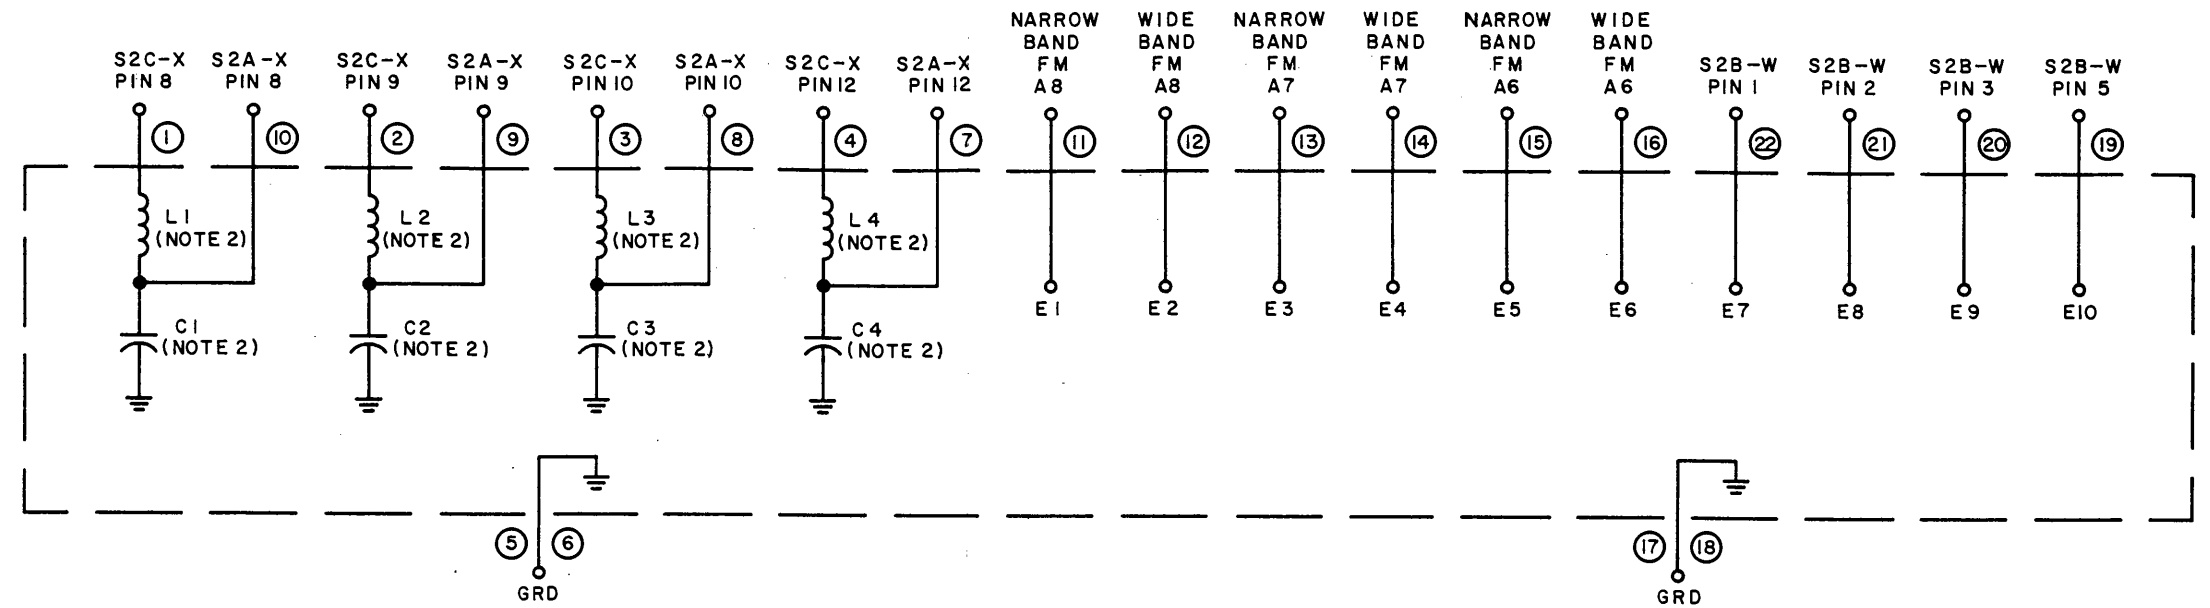 S2C-X
PIN 8
S2A-X
PIN 8
S2C-X
PIN 9
S2A-X
PIN 9
S2C-X
PIN 10
S2A-X
PIN 10
S2C-X
PIN 12
S2A-X
PIN 12
NARROW
BAND
FM
A8
WIDE
BAND
FM
A8
NARROW
BAND
FM
A7
WIDE
BAND
FM
A7
NARROW
BAND
FM
A6
WIDE
BAND
FM
A6
S2B-W
PIN 1
S2B-W
PIN 2
S2B-W
PIN 3
S2B-W
PIN 5
1
10
2
9
3
8
4
7
11
12
13
14
15
16
22
21
20
19
L1
(NOTE 2)
L2
(NOTE 2)
L3
(NOTE 2)
L4
(NOTE 2)
C1
(NOTE 2)
C2
(NOTE 2)
C3
(NOTE 2)
C4
(NOTE 2)
E1
E2
E3
E4
E5
E6
E7
E8
E9
E10
5
6
GRD
17
18
GRD